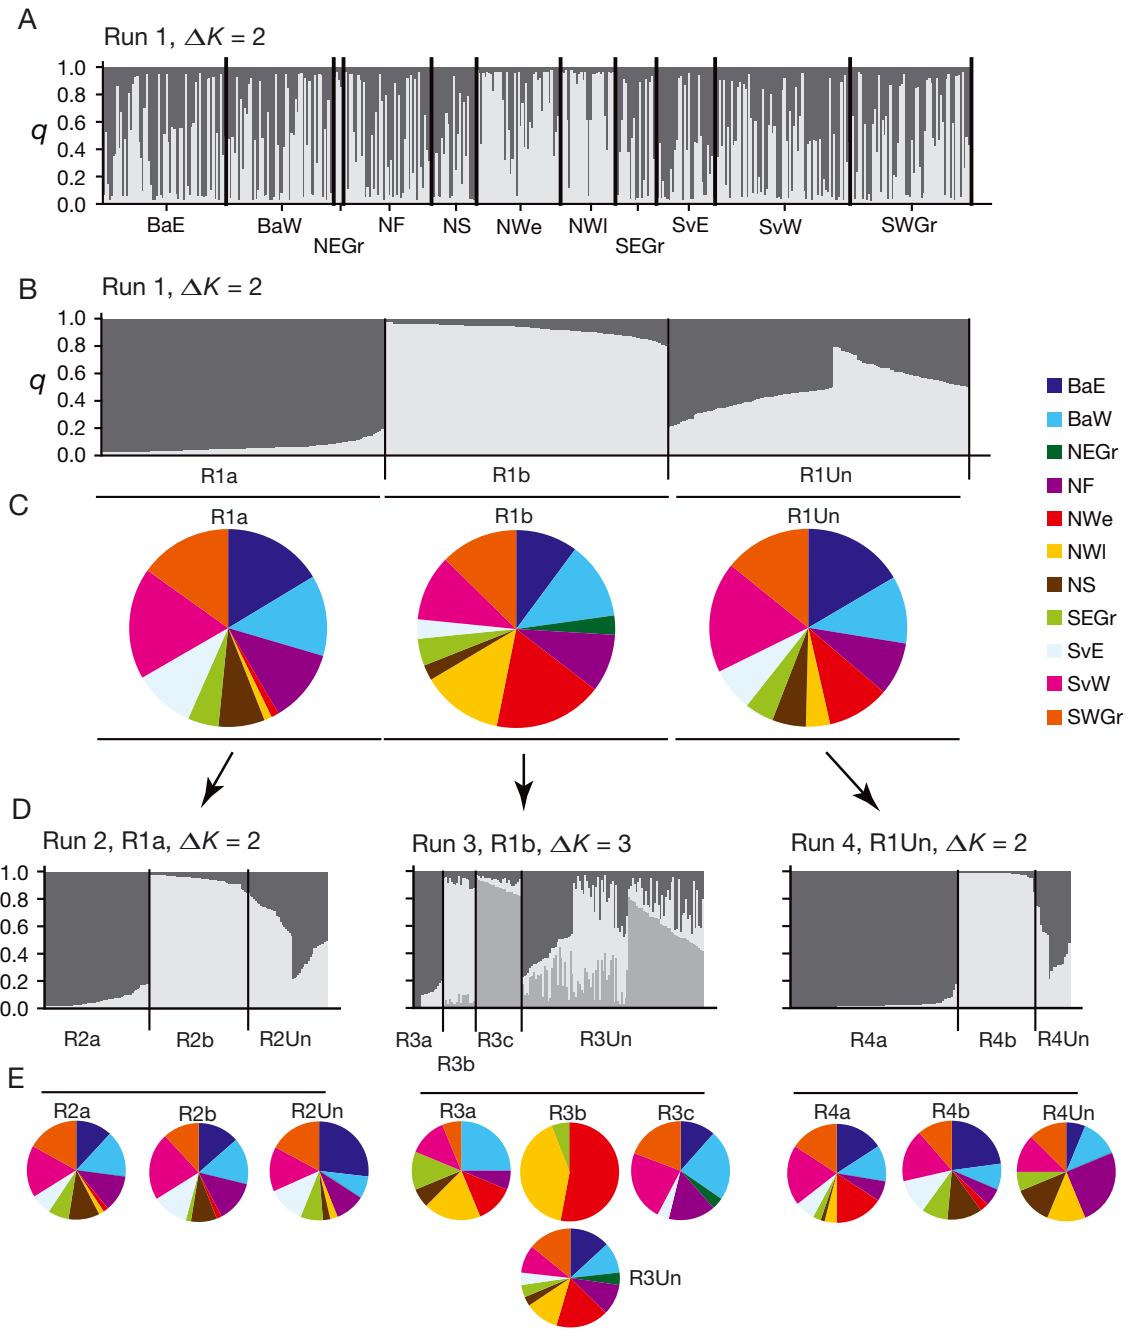 A
Run 1, ΔK = 2
1.0
0.8
0.6
0.4
0.2
0.0
q
BaE
BaW
NEGr
NF
NS
NWe
NWl
SEGr
SvE
SvW
SWGr
B
Run 1, ΔK = 2
1.0
0.8
0.6
0.4
0.2
0.0
q
R1a
R1b
R1Un
BaE
BaW
NEGr
NF
NWe
NWl
NS
SEGr
SvE
SvW
SWGr
C
R1a
R1b
R1Un
D
Run 2, R1a, ΔK = 2
Run 3, R1b, ΔK = 3
Run 4, R1Un, ΔK = 2
1.0
0.8
0.6
0.4
0.2
0.0
R2a
R2b
R2Un
R3a
R3b
R3c
R3Un
R4a
R4b
R4Un
E
R2a
R2b
R2Un
R3a
R3b
R3c
R4a
R4b
R4Un
R3Un